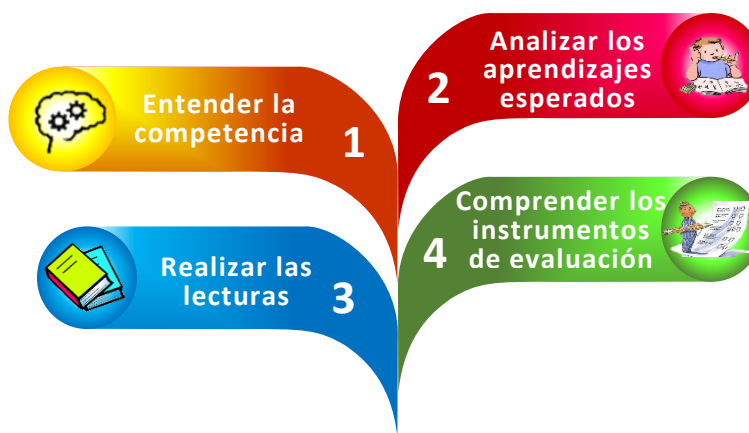 Entender la
competencia
1
2
Analizar los
aprendizajes
esperados
Realizar las
lecturas
3
4
Comprender los
instrumentos
de evaluación